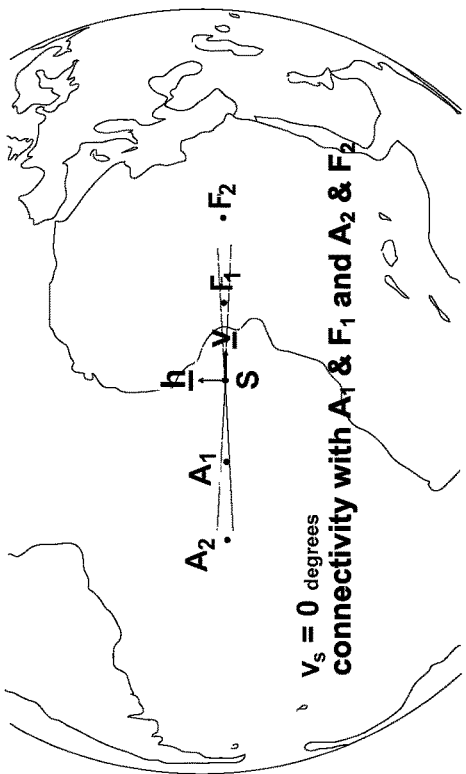 h
A₂ A₁ S v F₁ F₂
vₛ = 0 degrees
connectivity with A₁ & F₁ and A₂ & F₂